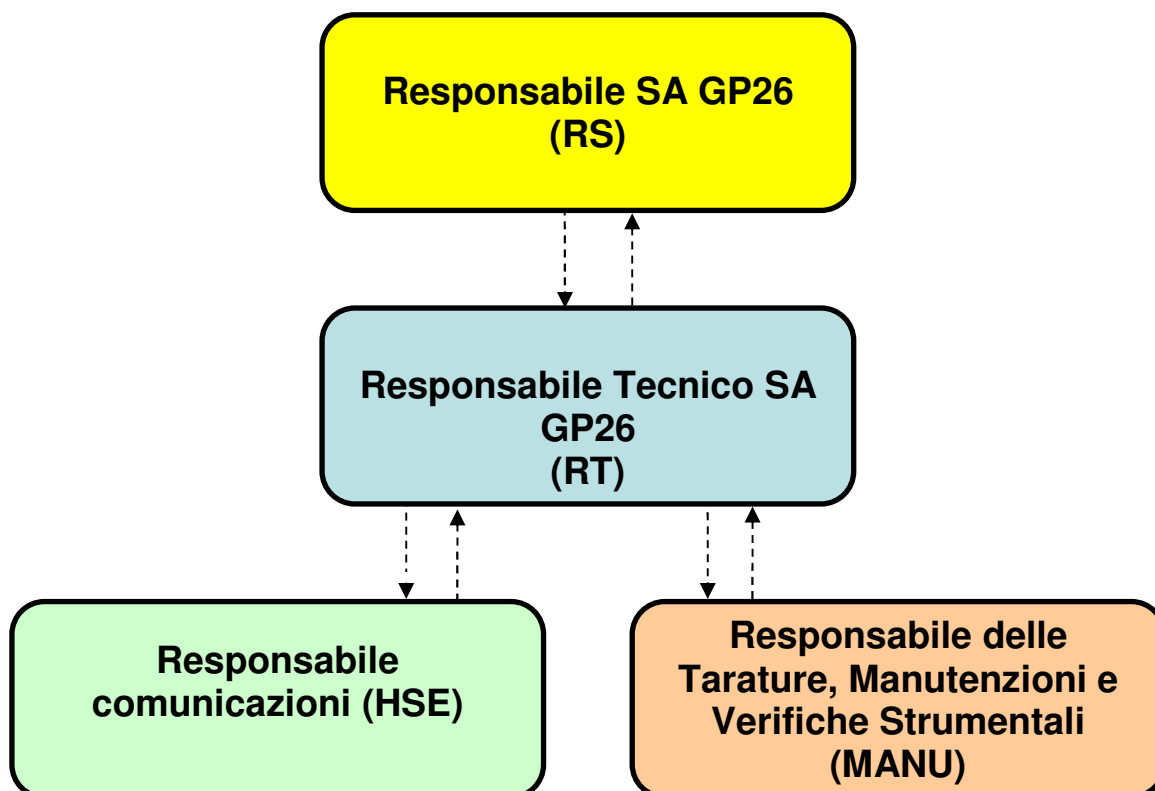 Responsabile SA GP26
(RS)
Responsabile Tecnico SA
GP26
(RT)
Responsabile
comunicazioni (HSE)
Responsabile delle
Tarature, Manutenzioni e
Verifiche Strumentali
(MANU)